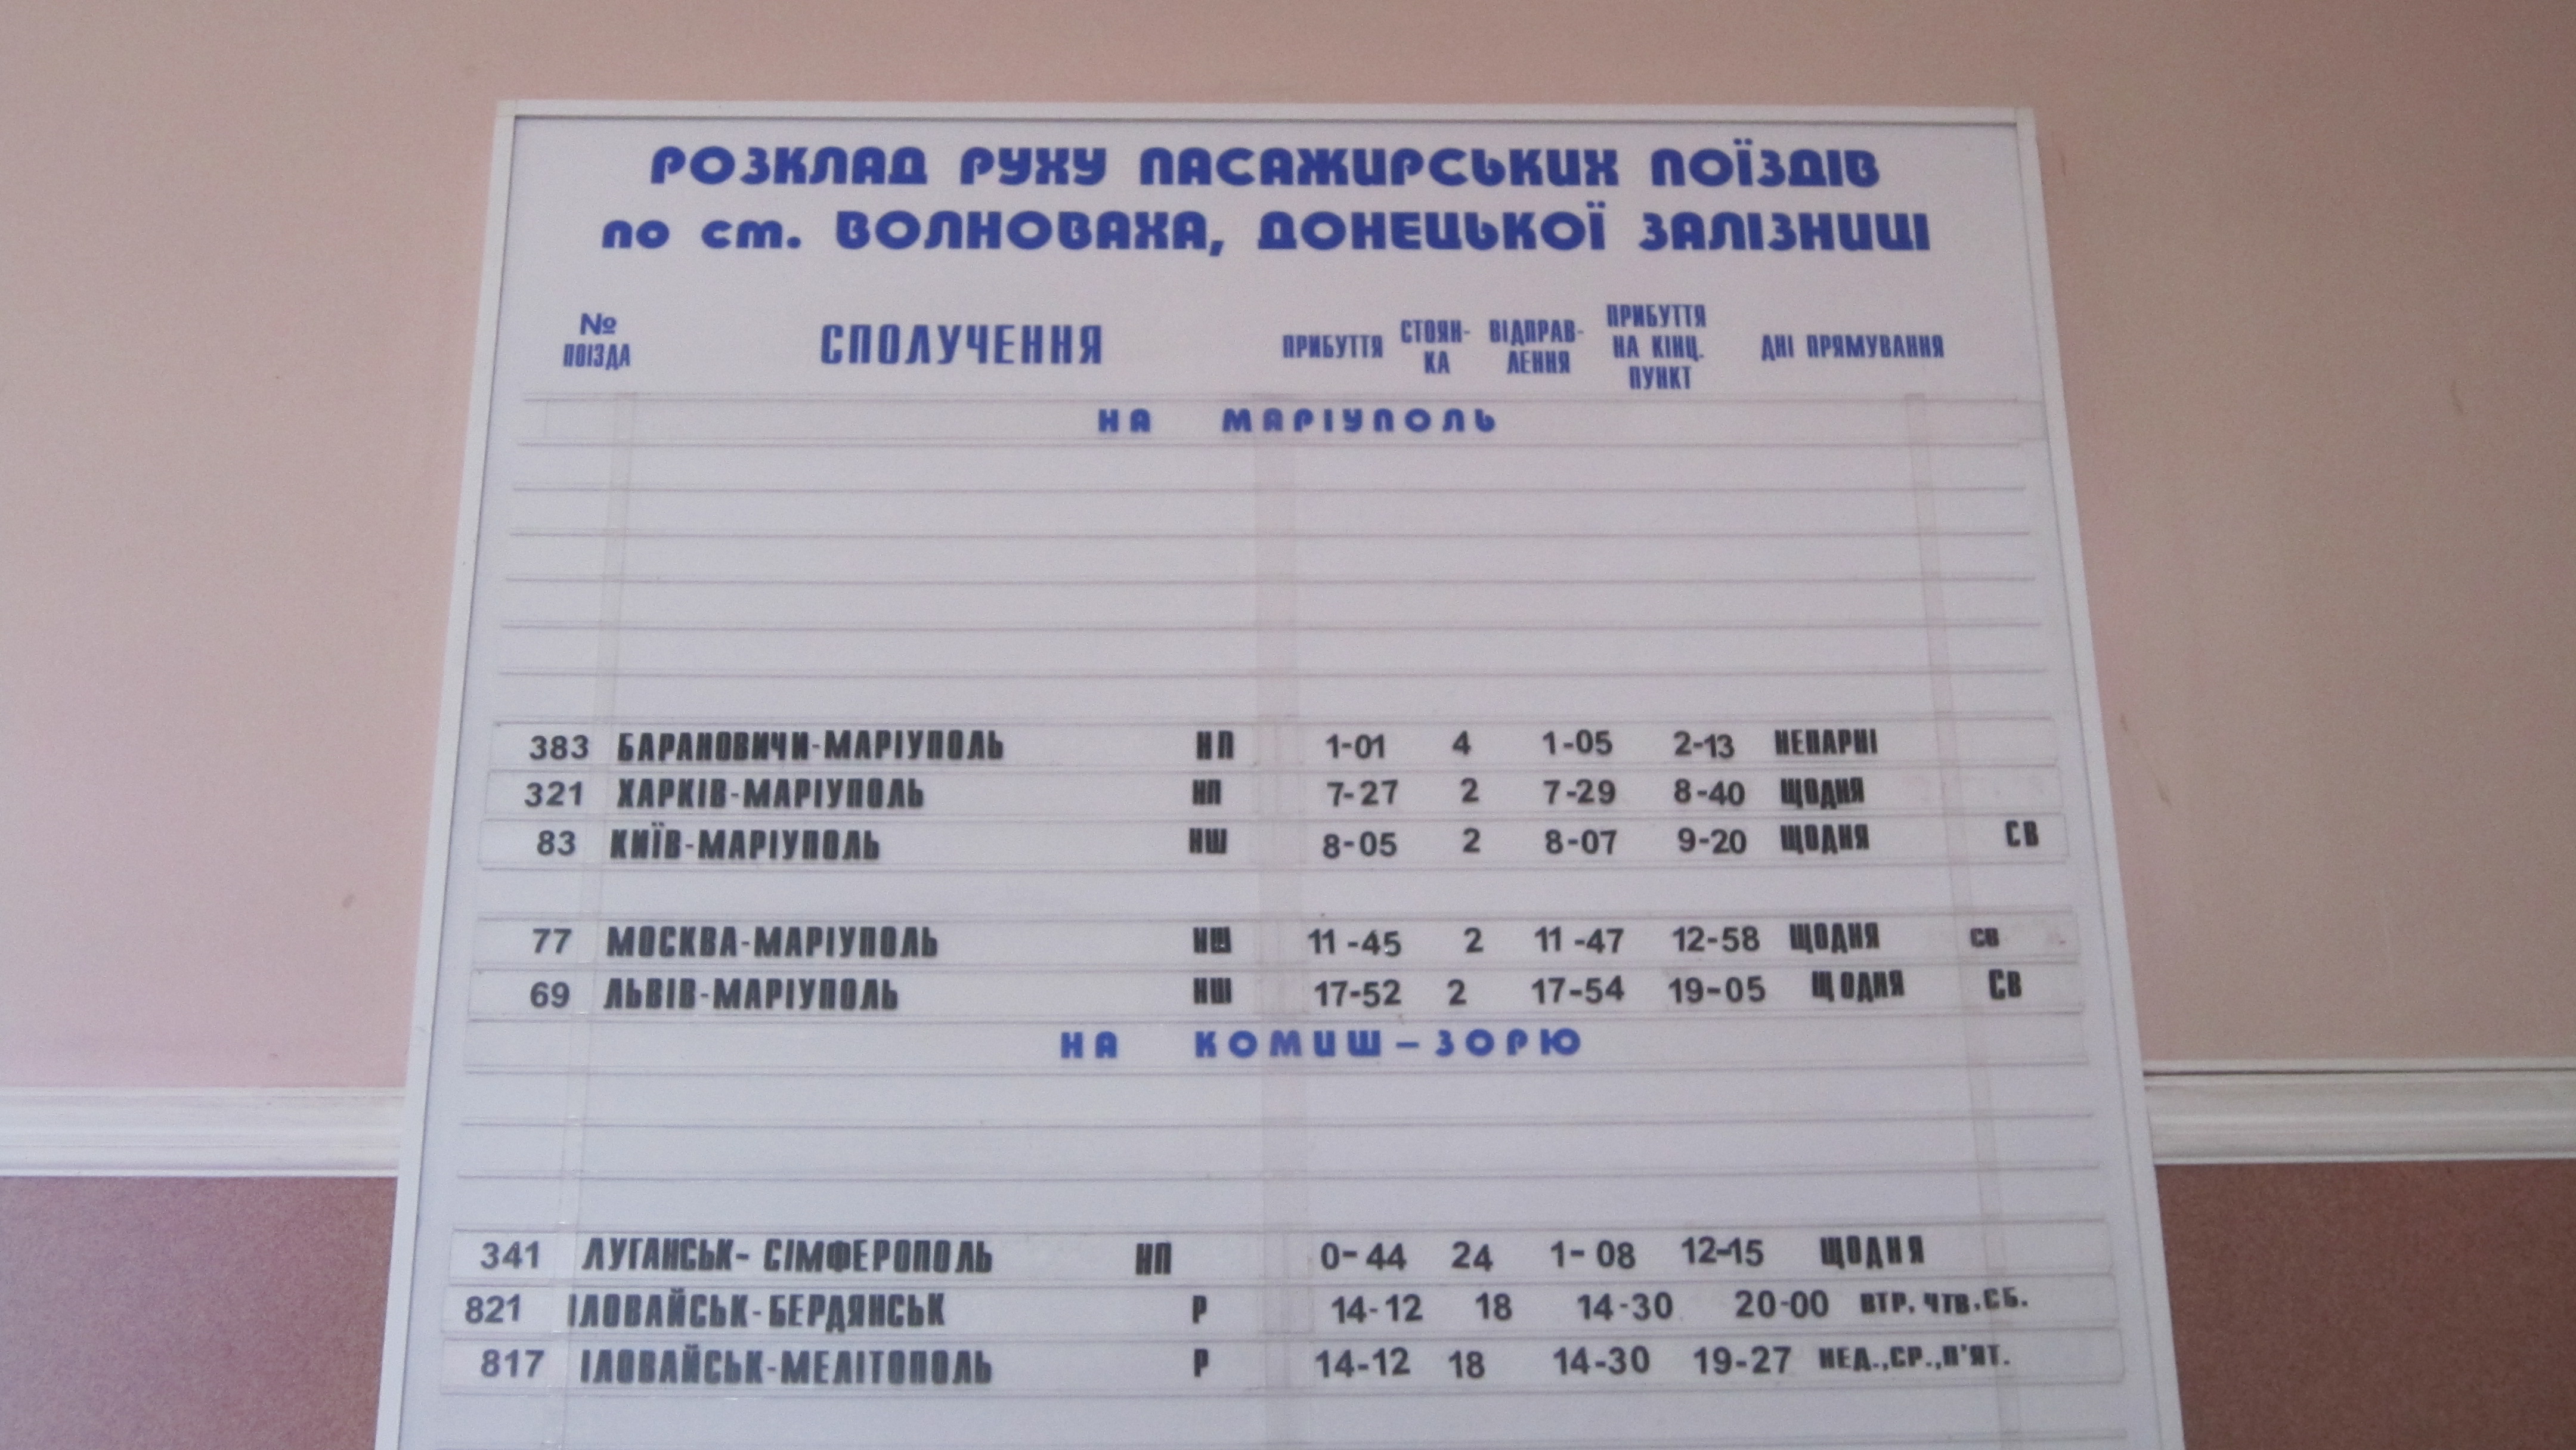 РОЗКЛАД РУХУ ПАСАЖИРСЬКИХ ПОЇЗДІВ
по ст. ВОЛНОВАХА, ДОНЕЦЬКОЇ ЗАЛІЗНИЦІ
№ ПОІЗДА СПОЛУЧЕННЯ ПРИБУТТЯ СТОЯН-КА ВІДПРАВ-ЛЕННЯ ПРИБУТТЯ НА КІНЦ. ПУНКТ ДНІ ПРЯМУВАННЯ
НА МАРІУПОЛЬ
383 БАРАНОВИЧИ-МАРІУПОЛЬ НП 1-01 4 1-05 2-13 НЕПАРНІ
321 ХАРКІВ-МАРІУПОЛЬ НП 7-27 2 7-29 8-40 ЩОДНЯ
83 КИЇВ-МАРІУПОЛЬ НШ 8-05 2 8-07 9-20 ЩОДНЯ СВ
77 МОСКВА-МАРІУПОЛЬ НШ 11-45 2 11-47 12-58 ЩОДНЯ СВ
69 ЛЬВІВ-МАРІУПОЛЬ НШ 17-52 2 17-54 19-05 ЩОДНЯ СВ
НА КОМИШ-ЗОРЮ
341 ЛУГАНСЬК-СІМФЕРОПОЛЬ НП 0-44 24 1-08 12-15 ЩОДНЯ
821 ІЛОВАЙСЬК-БЕРДЯНСЬК Р 14-12 18 14-30 20-00 ВТР. ЧТВ. СБ.
817 ІЛОВАЙСЬК-МЕЛІТОПОЛЬ Р 14-12 18 14-30 19-27 НЕД.,СР.,П'ЯТ.